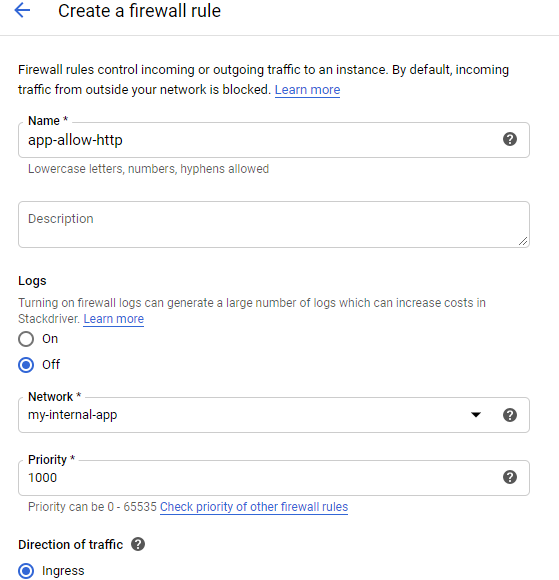 Create a firewall rule
Firewall rules control incoming or outgoing traffic to an instance. By default, incoming
traffic from outside your network is blocked. Learn more
Name *
app-allow-http
Lowercase letters, numbers, hyphens allowed
Description
Logs
Turning on firewall logs can generate a large number of logs which can increase costs in
Stackdriver. Learn more
On
Off
Network *
my-internal-app
Priority *
1000
Priority can be 0 - 65535 Check priority of other firewall rules
Direction of traffic
Ingress